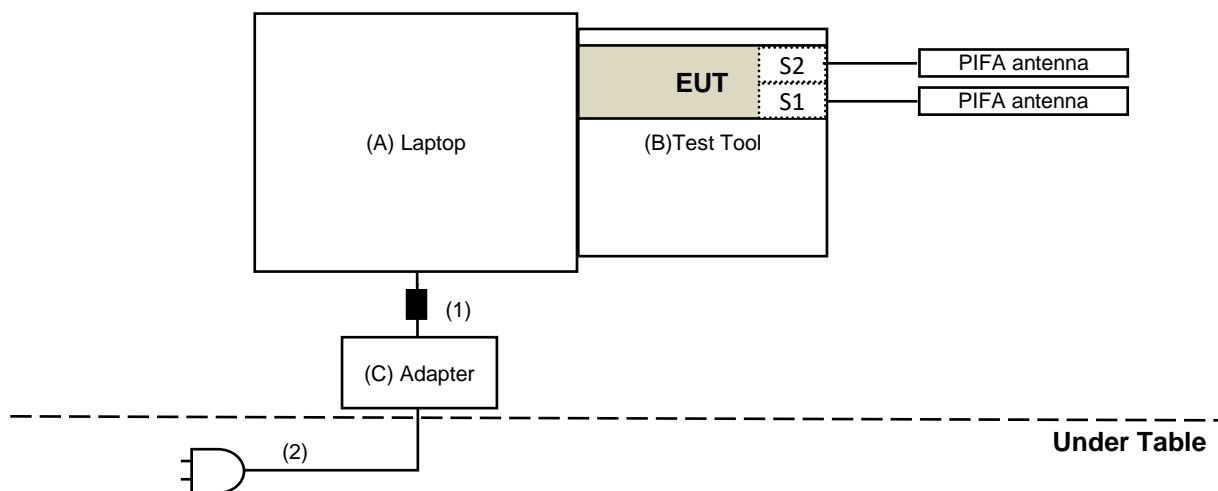 S2
PIFA antenna
EUT
S1
PIFA antenna
(A) Laptop
(B)Test Tool
(1)
(C) Adapter
(2)
Under Table